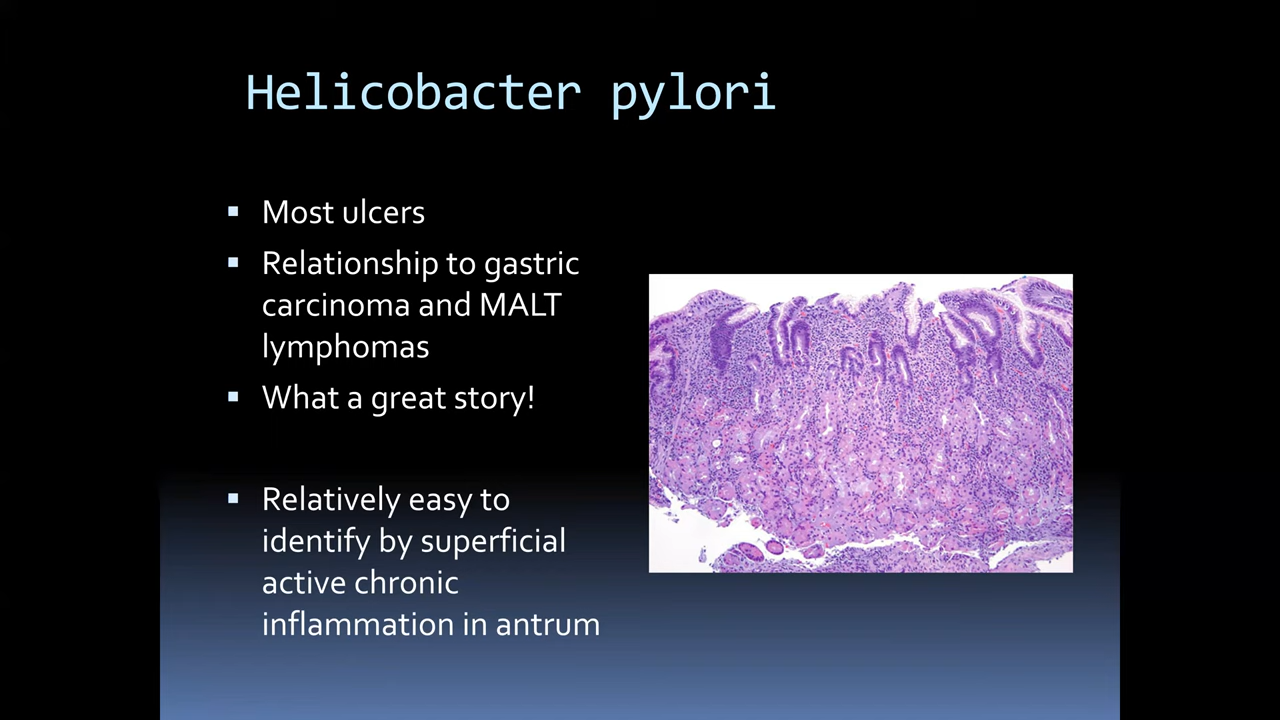 Helicobacter pylori
Most ulcers
Relationship to gastric
carcinoma and MALT
lymphomas
What a great story!
Relatively easy to
identify by superficial
active chronic
inflammation in antrum